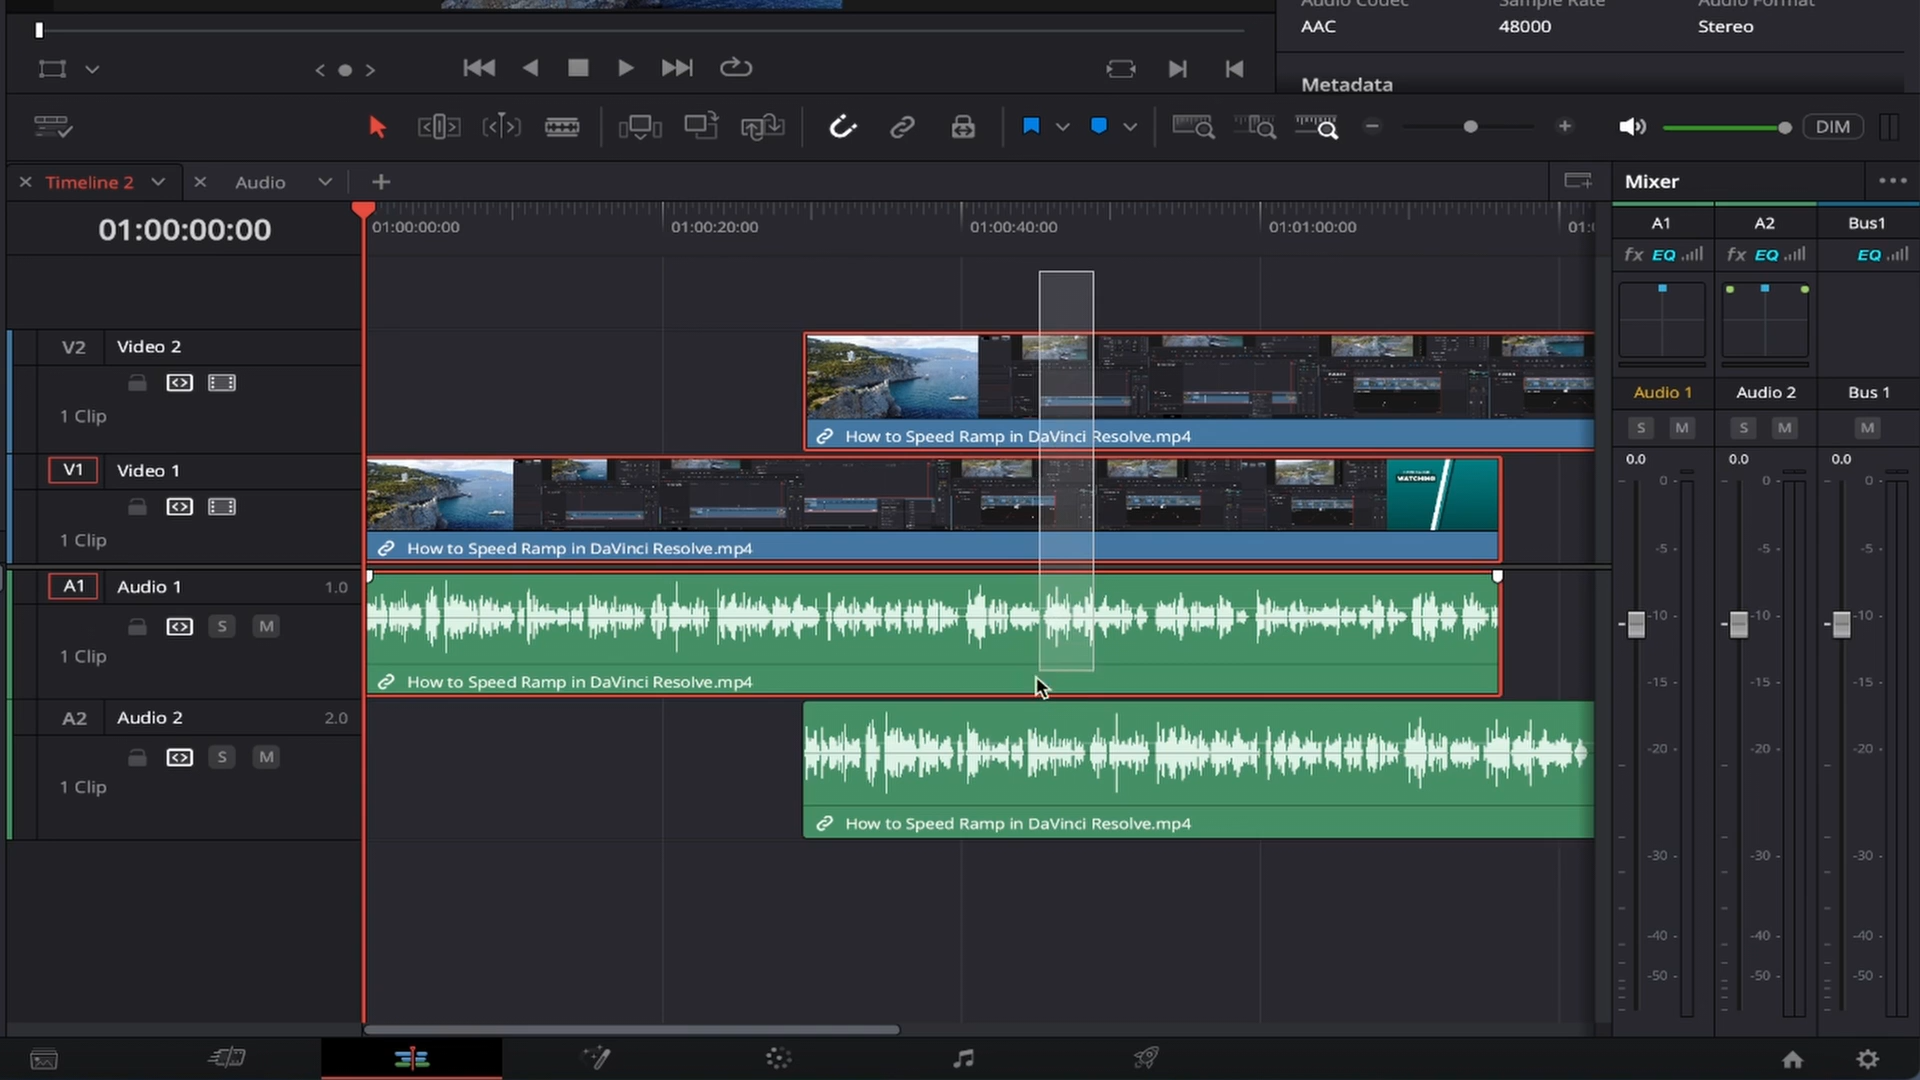 Audio Codec Sample Rate Audio Format
AAC 48000 Stereo
Metadata
DIM
Timeline 2 Audio
Mixer
01:00:00:00
01:00:00:00 01:00:20:00 01:00:40:00 01:01:00:00 01:
A1 A2 Bus1
fx EQ fx EQ EQ
V2 Video 2
1 Clip
How to Speed Ramp in DaVinci Resolve.mp4
Audio 1 Audio 2 Bus 1
S M S M M
0.0 0.0 0.0
V1 Video 1
1 Clip
WATCHING
How to Speed Ramp in DaVinci Resolve.mp4
A1 Audio 1 1.0
S M
1 Clip
How to Speed Ramp in DaVinci Resolve.mp4
A2 Audio 2 2.0
S M
1 Clip
How to Speed Ramp in DaVinci Resolve.mp4
0 0 0
-5 -5 -5
-10 -10 -10
-15 -15 -15
-20 -20 -20
-30 -30 -30
-40 -40 -40
-50 -50 -50